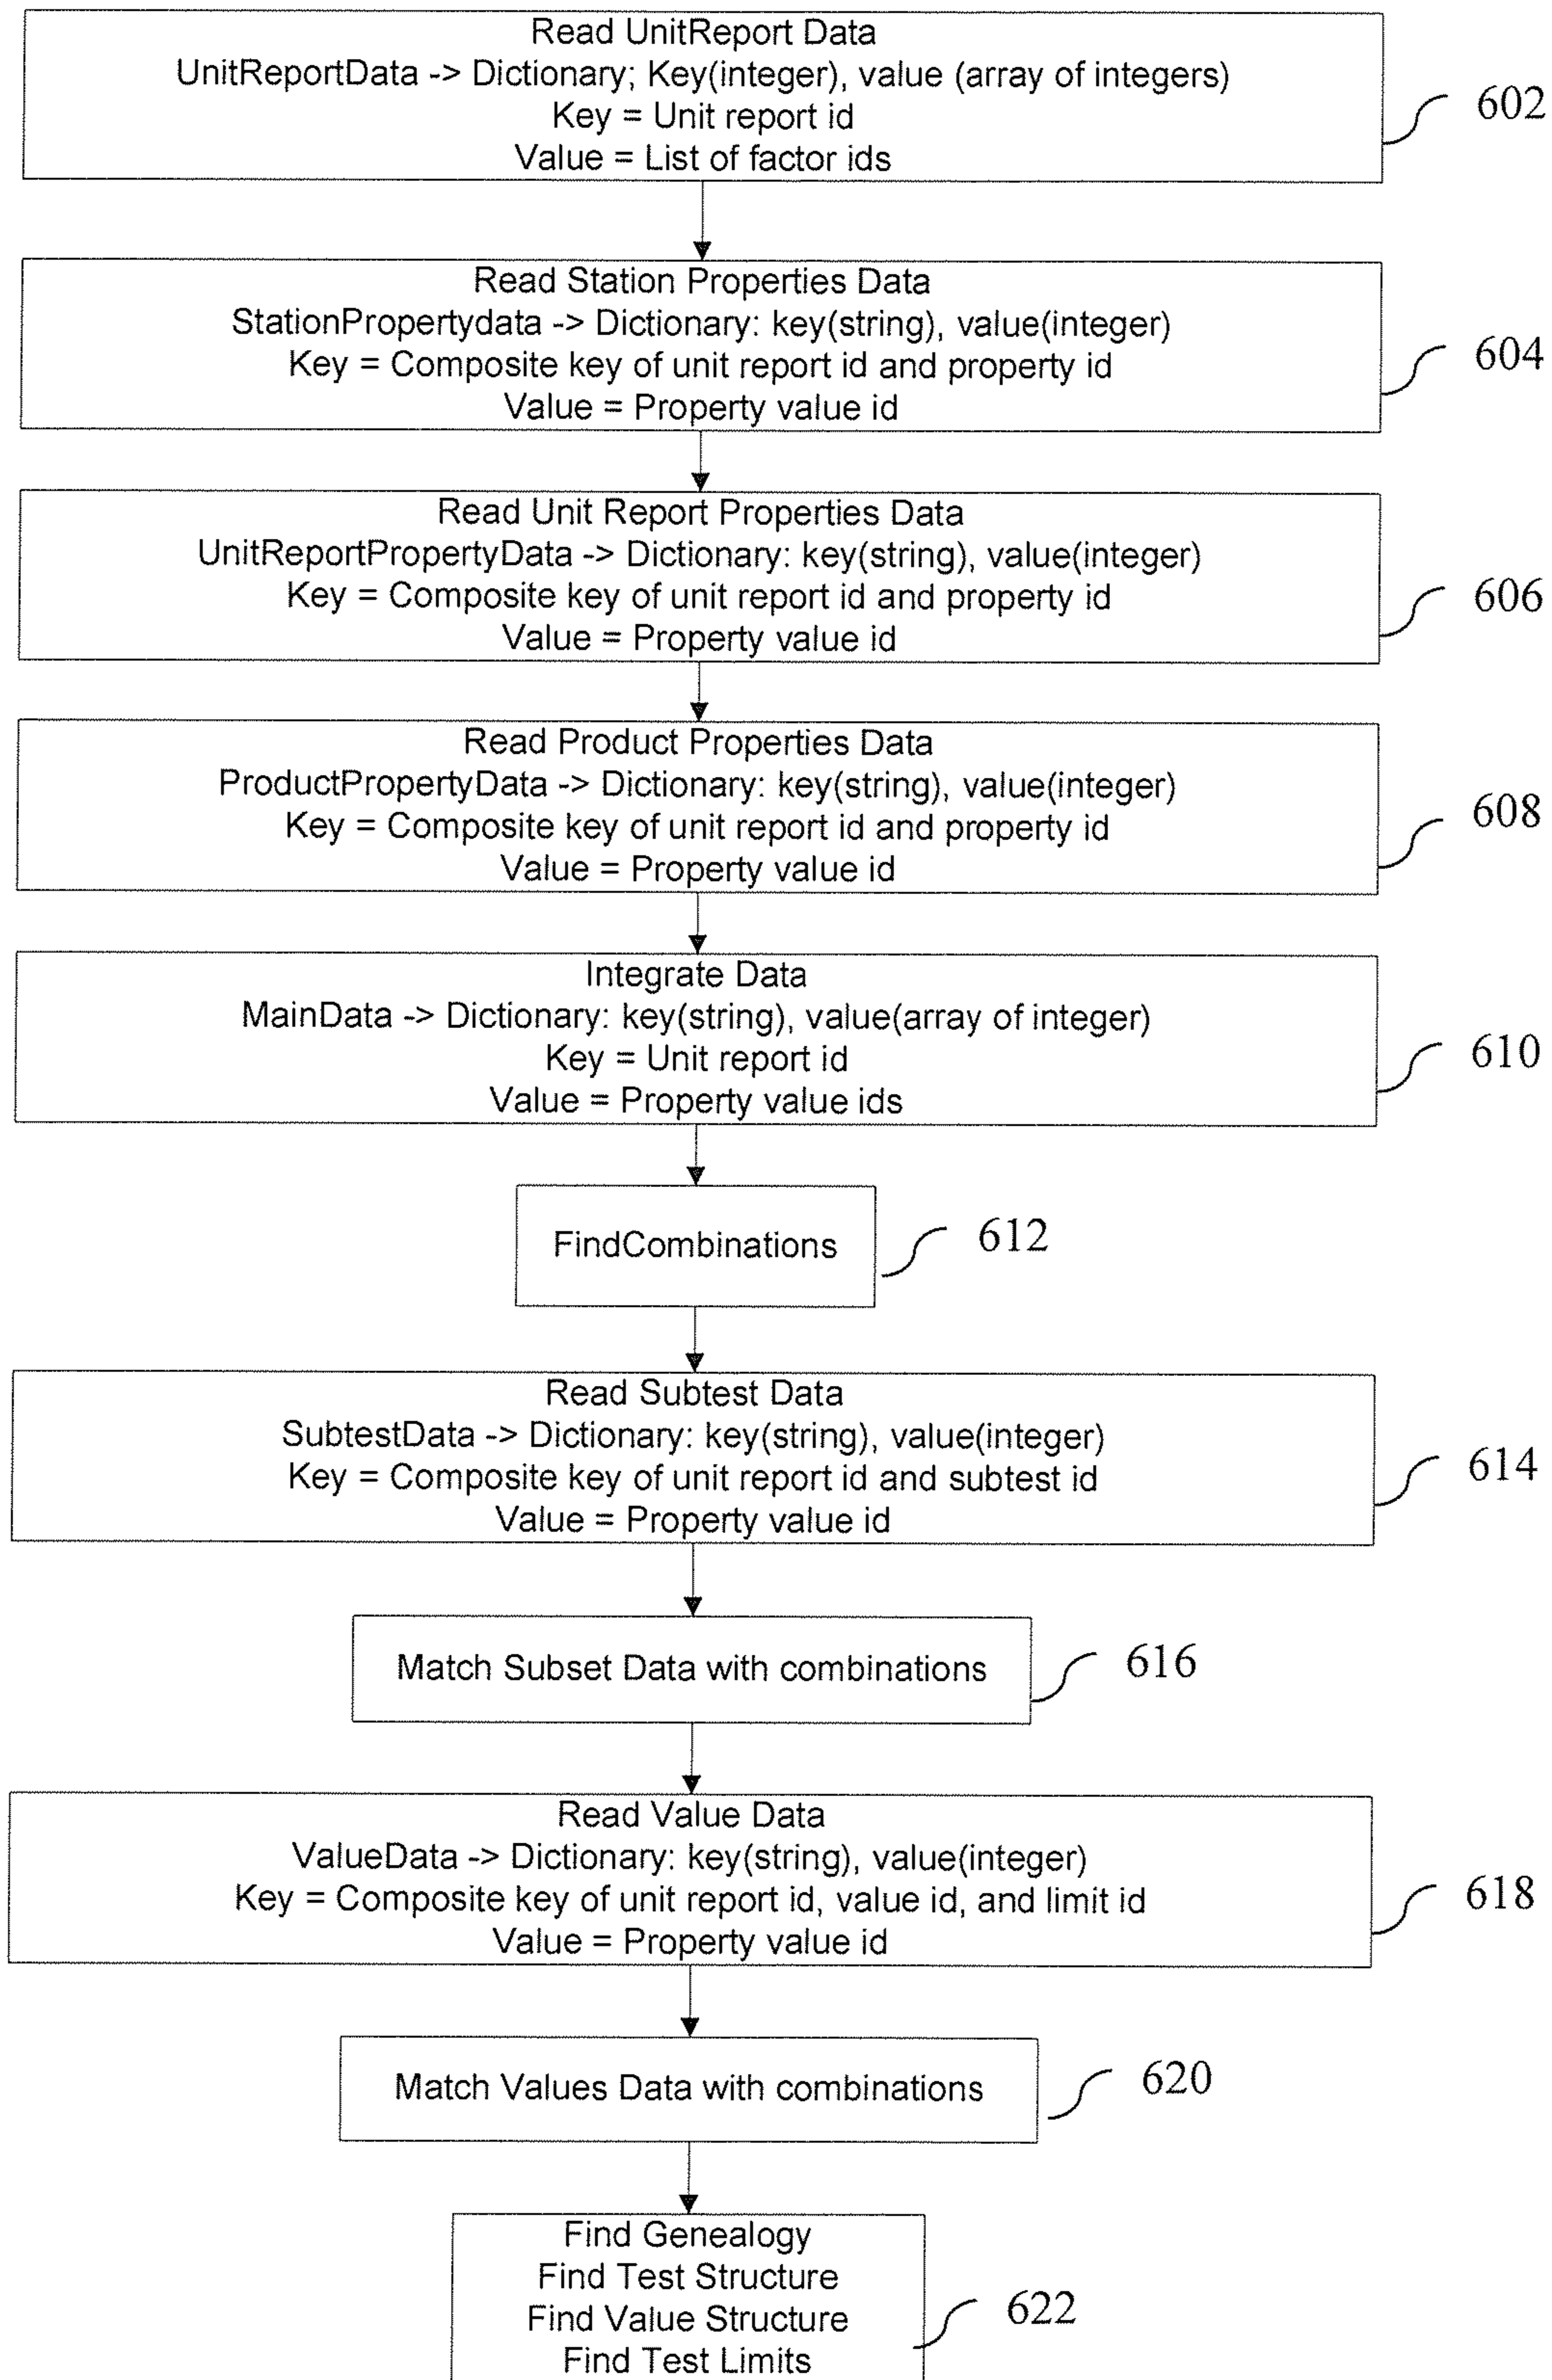 Read UnitReport Data
UnitReportData -> Dictionary; Key(integer), value (array of integers)
Key = Unit report id
Value = List of factor ids
602
Read Station Properties Data
StationPropertydata -> Dictionary: key(string), value(integer)
Key = Composite key of unit report id and property id
Value = Property value id
604
Read Unit Report Properties Data
UnitReportPropertyData -> Dictionary: key(string), value(integer)
Key = Composite key of unit report id and property id
Value = Property value id
606
Read Product Properties Data
ProductPropertyData -> Dictionary: key(string), value(integer)
Key = Composite key of unit report id and property id
Value = Property value id
608
Integrate Data
MainData -> Dictionary: key(string), value(array of integer)
Key = Unit report id
Value = Property value ids
610
FindCombinations
612
Read Subtest Data
SubtestData -> Dictionary: key(string), value(integer)
Key = Composite key of unit report id and subtest id
Value = Property value id
614
Match Subset Data with combinations
616
Read Value Data
ValueData -> Dictionary: key(string), value(integer)
Key = Composite key of unit report id, value id, and limit id
Value = Property value id
618
Match Values Data with combinations
620
Find Genealogy
Find Test Structure
Find Value Structure
Find Test Limits
622